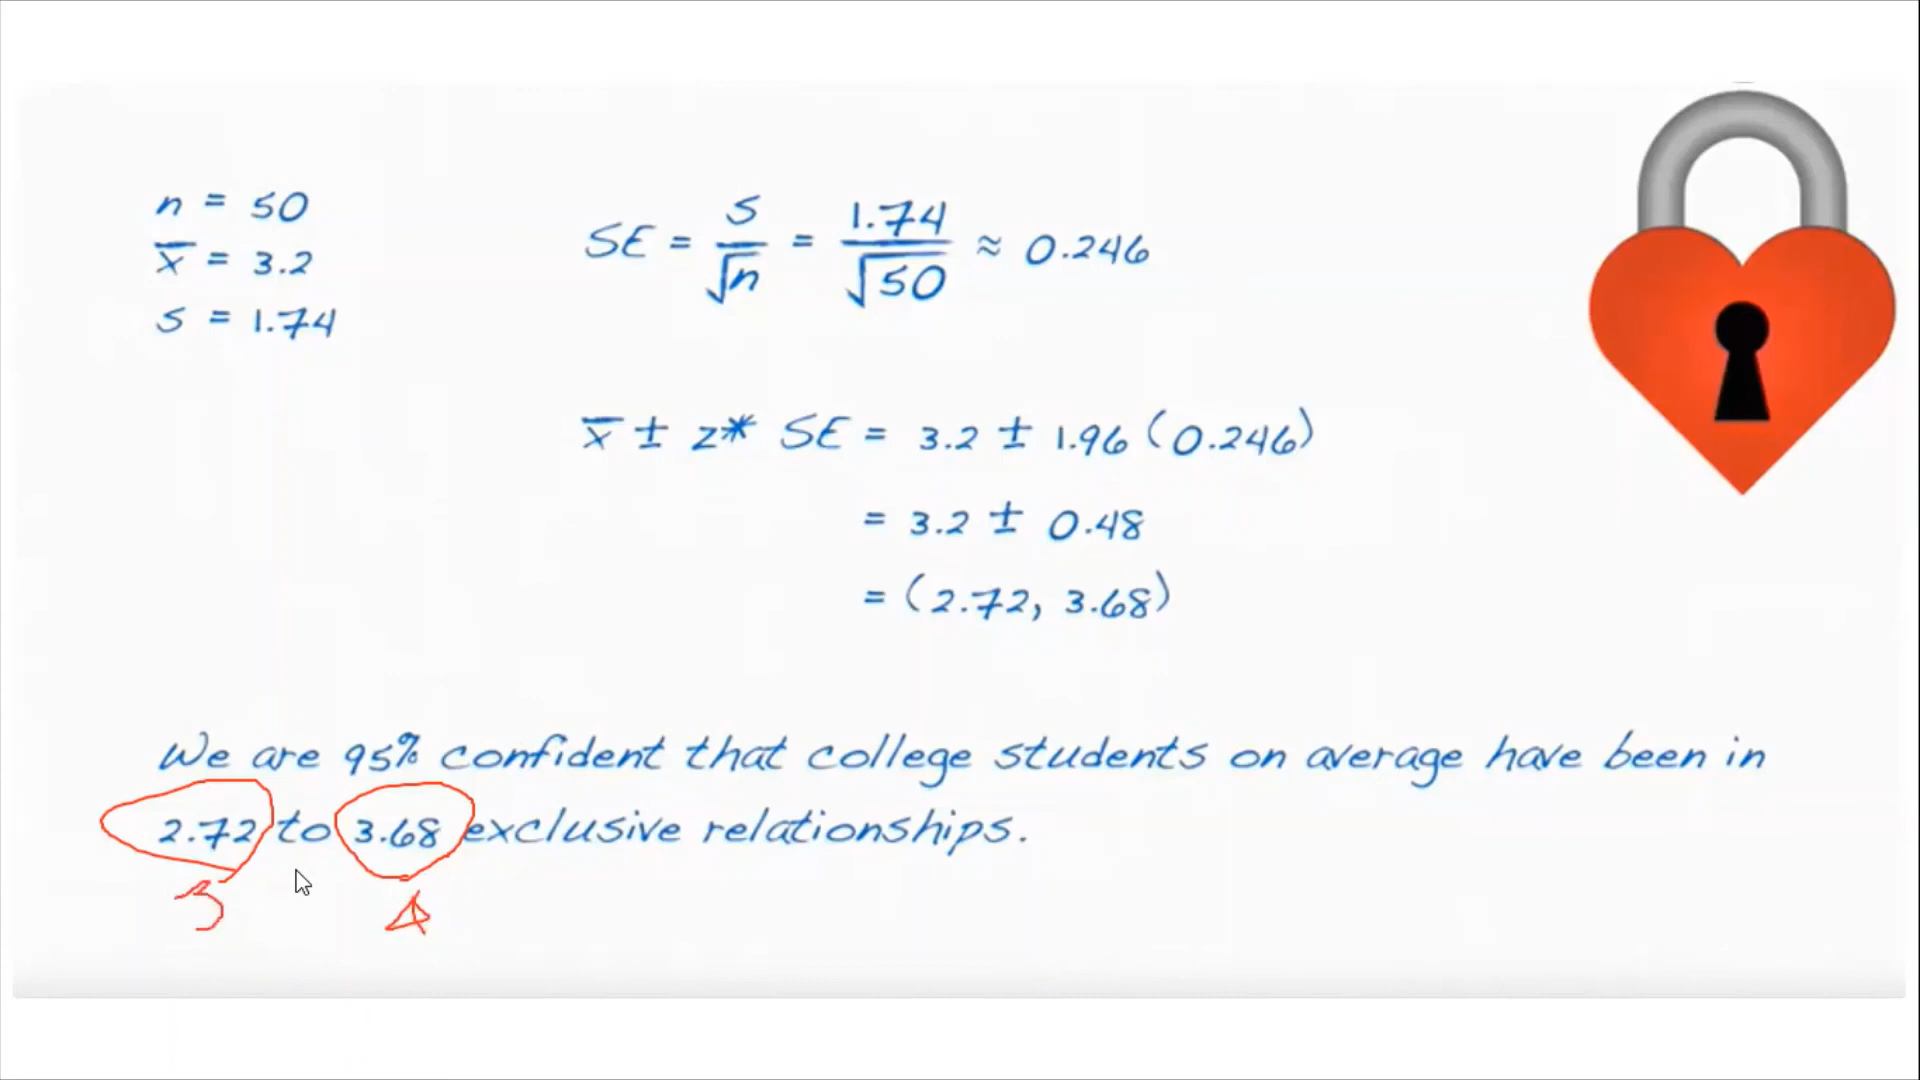 n = 50
x̅ = 3.2
s = 1.74
SE = s/√n = 1.74/√50 ≈ 0.246
x̅ ± z* SE = 3.2 ± 1.96 (0.246)
= 3.2 ± 0.48
= (2.72, 3.68)
We are 95% confident that college students on average have been in
2.72 to 3.68 exclusive relationships.
3 4